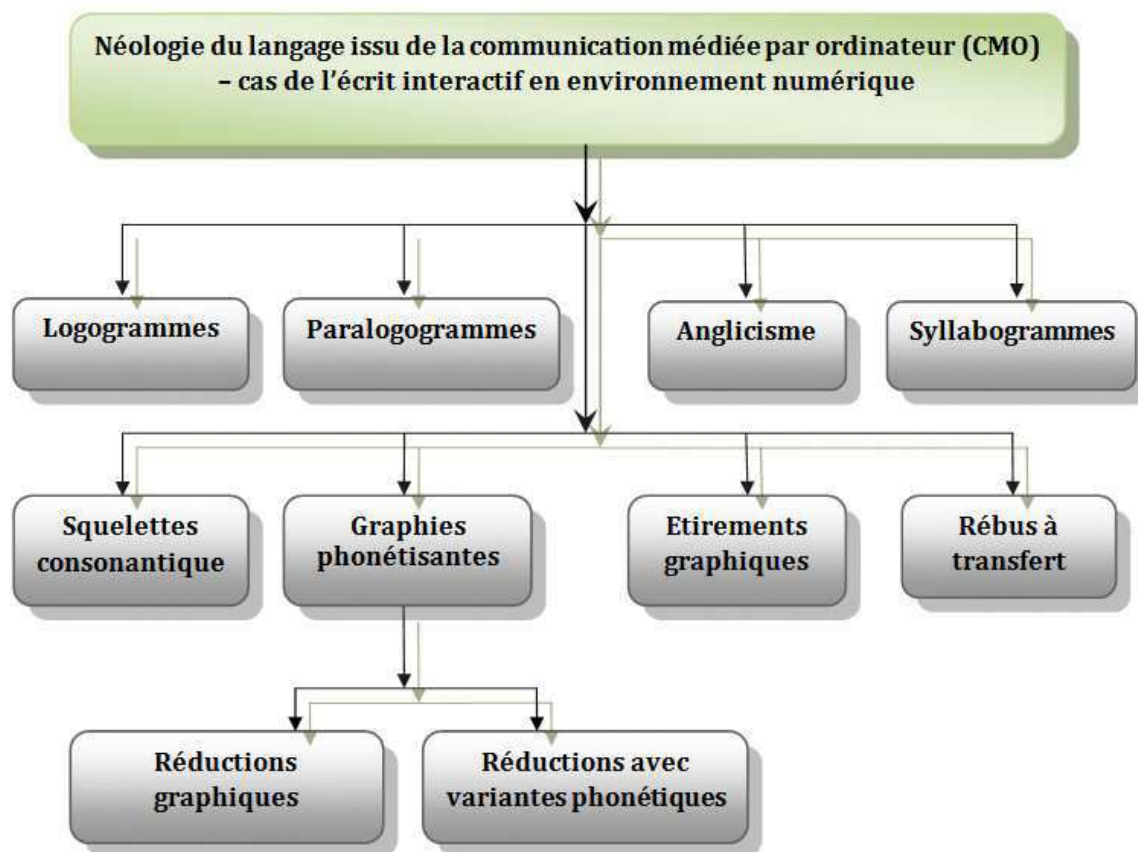 Néologie du langage issu de la communication médiée par ordinateur (CMO)
– cas de l'écrit interactif en environnement numérique
Logogrammes
Paralogogrammes
Anglicisme
Syllabogrammes
Squelettes
consonantique
Graphies
phonétisantes
Etirements
graphiques
Rébus à
transfert
Réductions
graphiques
Réductions avec
variantes phonétiques